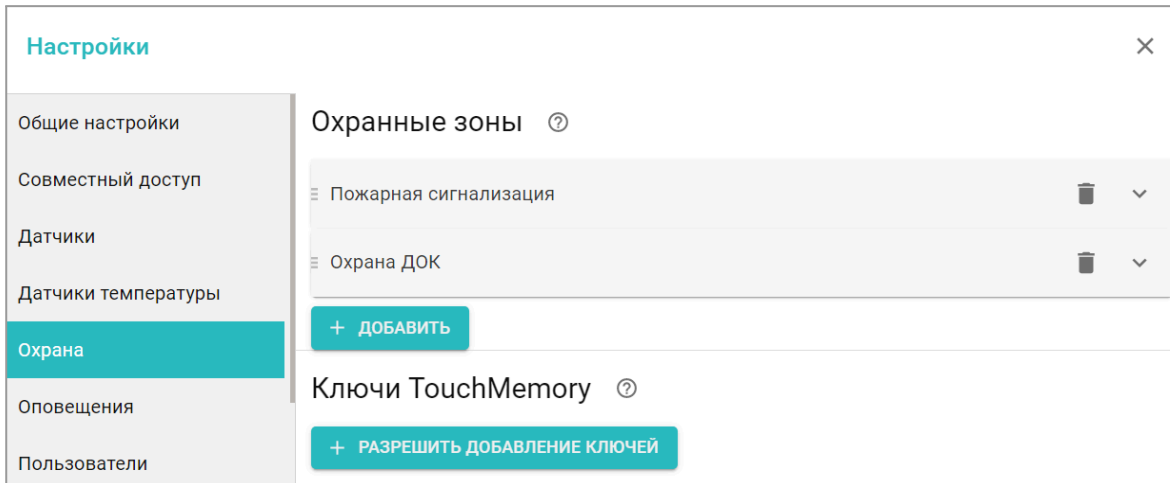 Настройки
Общие настройки
Совместный доступ
Датчики
Датчики температуры
Охрана
Оповещения
Пользователи
Охранные зоны
Пожарная сигнализация
Охрана ДОК
+ ДОБАВИТЬ
Ключи TouchMemory
+ РАЗРЕШИТЬ ДОБАВЛЕНИЕ КЛЮЧЕЙ